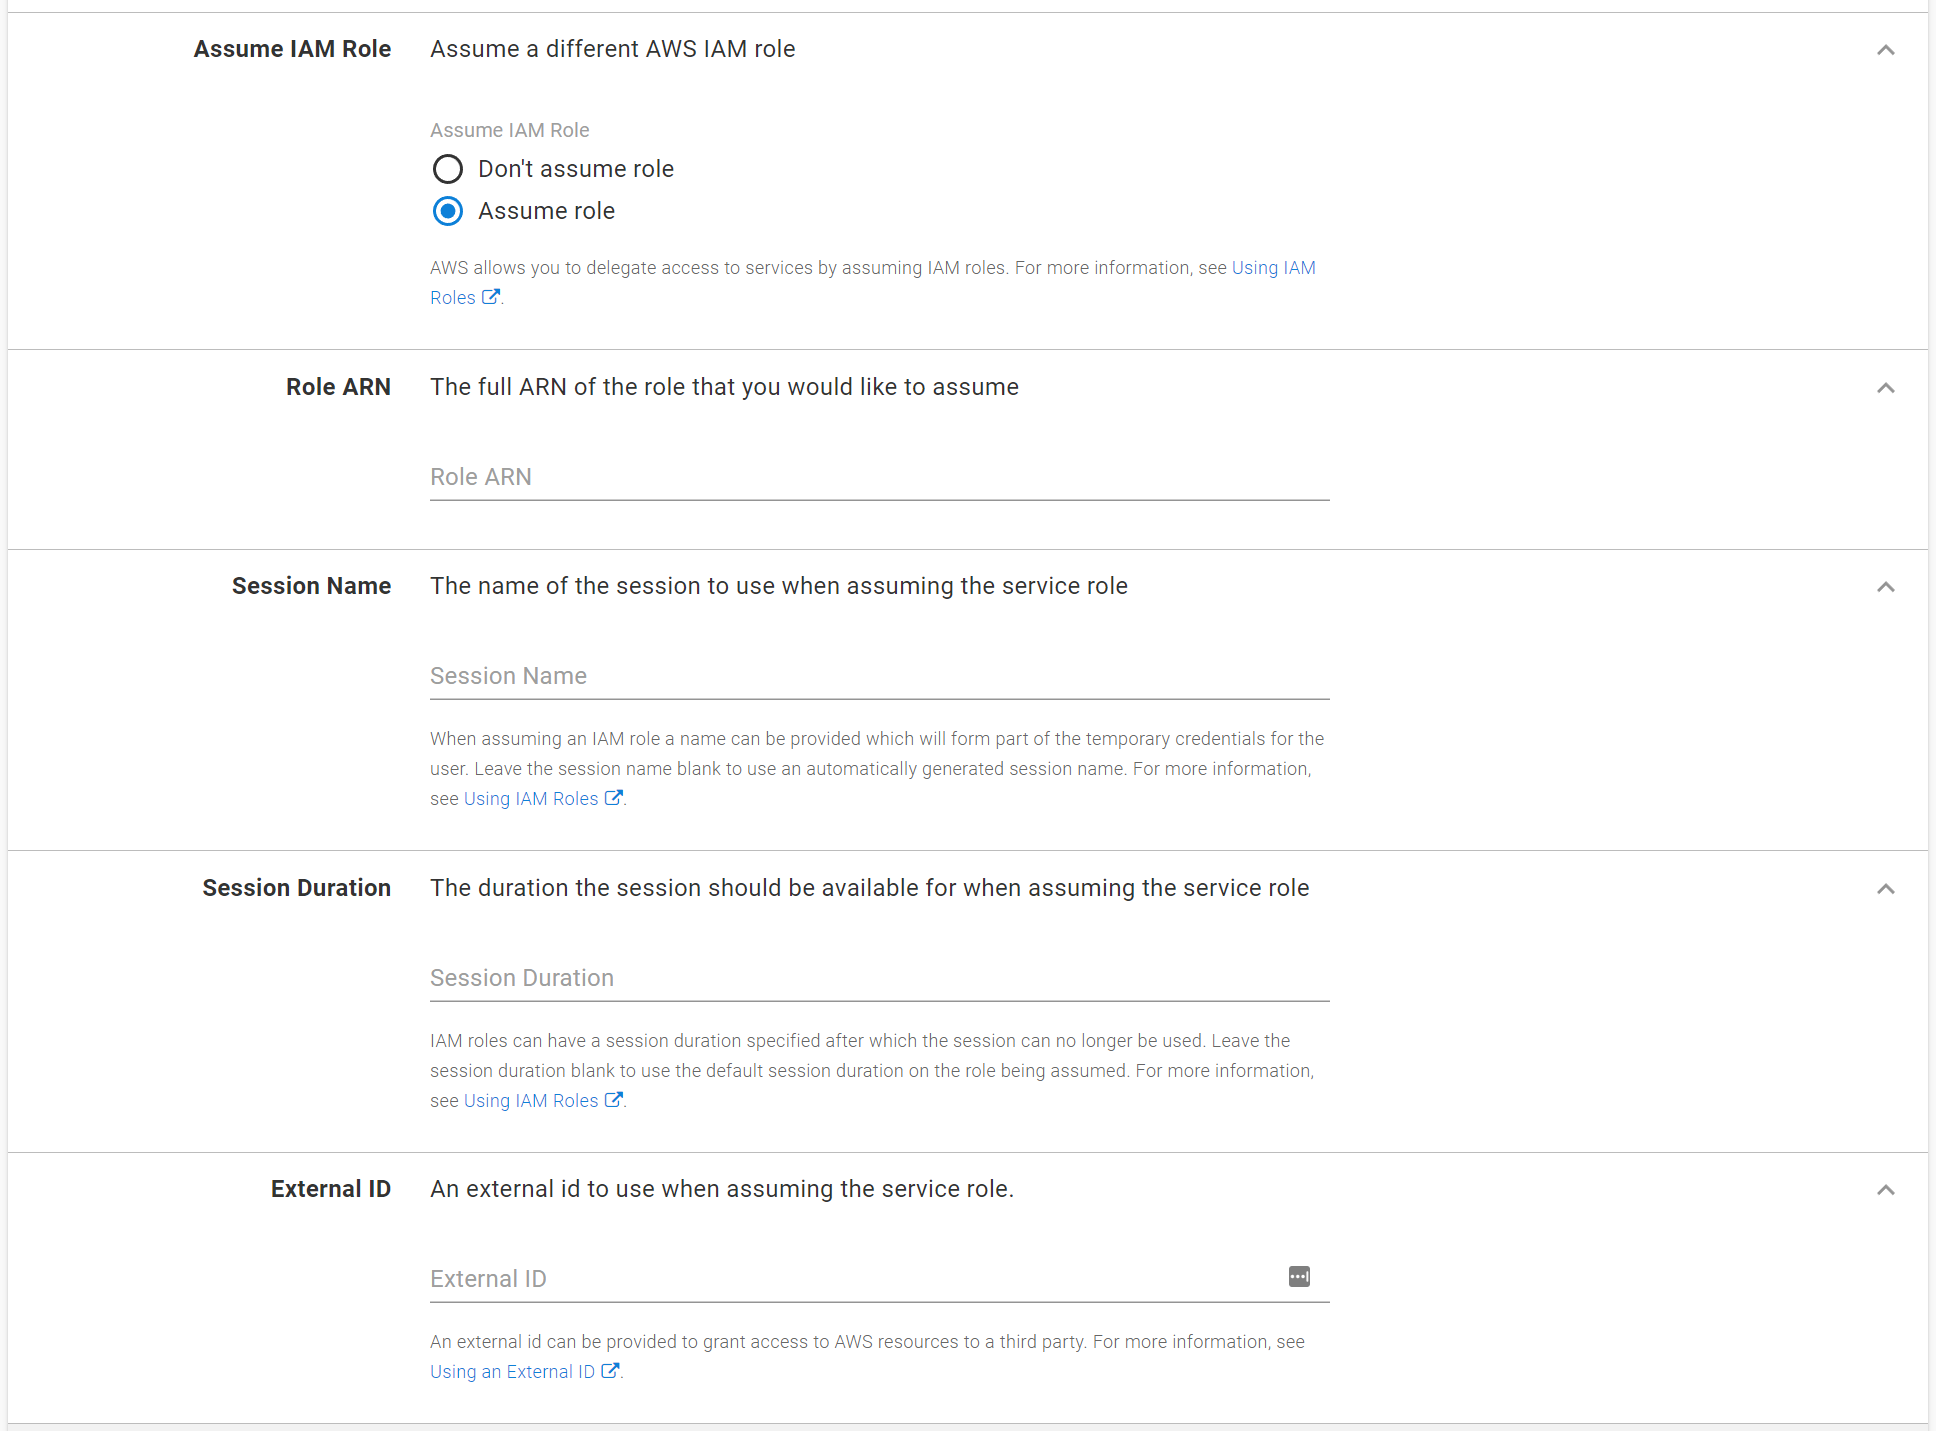 Assume IAM Role
Assume a different AWS IAM role
Assume IAM Role
Don't assume role
Assume role
AWS allows you to delegate access to services by assuming IAM roles. For more information, see Using IAM
Roles.
Role ARN
The full ARN of the role that you would like to assume
Role ARN
Session Name
The name of the session to use when assuming the service role
Session Name
When assuming an IAM role a name can be provided which will form part of the temporary credentials for the
user. Leave the session name blank to use an automatically generated session name. For more information,
see Using IAM Roles.
Session Duration
The duration the session should be available for when assuming the service role
Session Duration
IAM roles can have a session duration specified after which the session can no longer be used. Leave the
session duration blank to use the default session duration on the role being assumed. For more information,
see Using IAM Roles.
External ID
An external id to use when assuming the service role.
External ID
An external id can be provided to grant access to AWS resources to a third party. For more information, see
Using an External ID.